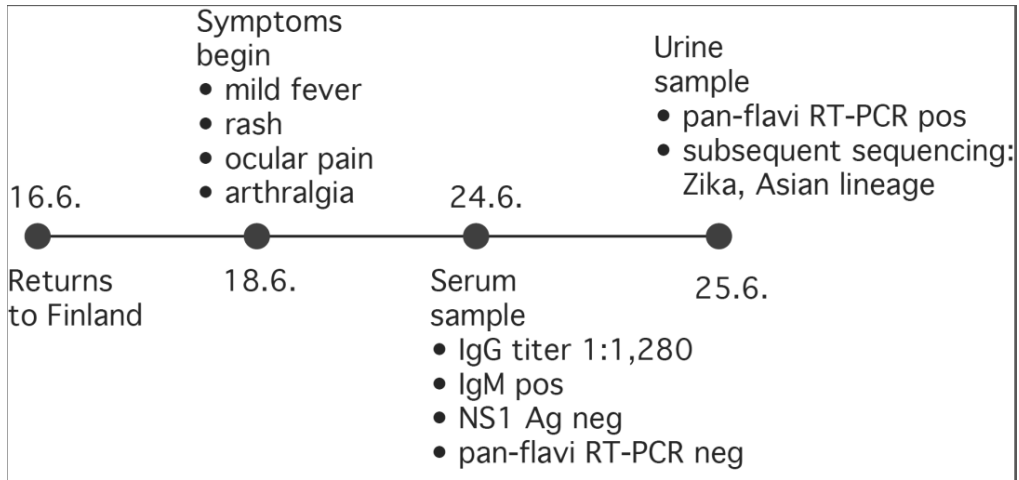 16.6.
Returns
to Finland
Symptoms
begin
• mild fever
• rash
• ocular pain
• arthralgia
18.6.
24.6.
Serum
sample
• IgG titer 1:1,280
• IgM pos
• NS1 Ag neg
• pan-flavi RT-PCR neg
Urine
sample
• pan-flavi RT-PCR pos
• subsequent sequencing:
Zika, Asian lineage
25.6.